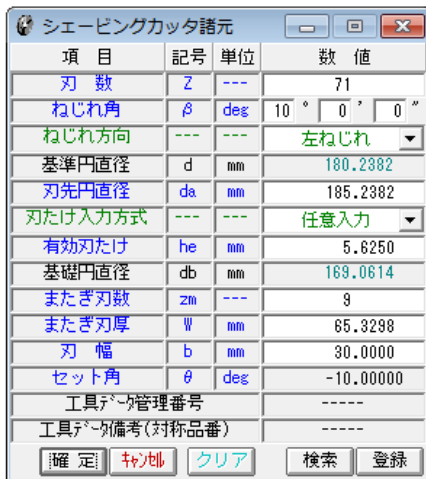 シェービングカッタ諸元
項 目 記号 単位 数 値
刃 数 Z --- 71
ねじれ角 β deg 10 ° 0 ' 0 "
ねじれ方向 --- --- 左ねじれ
基準円直径 d mm 180.2382
刃先円直径 da mm 185.2382
刃たけ入力方式 --- --- 任意入力
有効刃たけ he mm 5.6250
基礎円直径 db mm 169.0614
またぎ刃数 zm --- 9
またぎ刃厚 W mm 65.3298
刃 幅 b mm 30.0000
セット角 θ deg -10.00000
工具ﾃﾞｰﾀ管理番号 -----
工具ﾃﾞｰﾀ備考(対称品番) -----
確 定 ｷｬﾝｾﾙ クリア 検索 登録